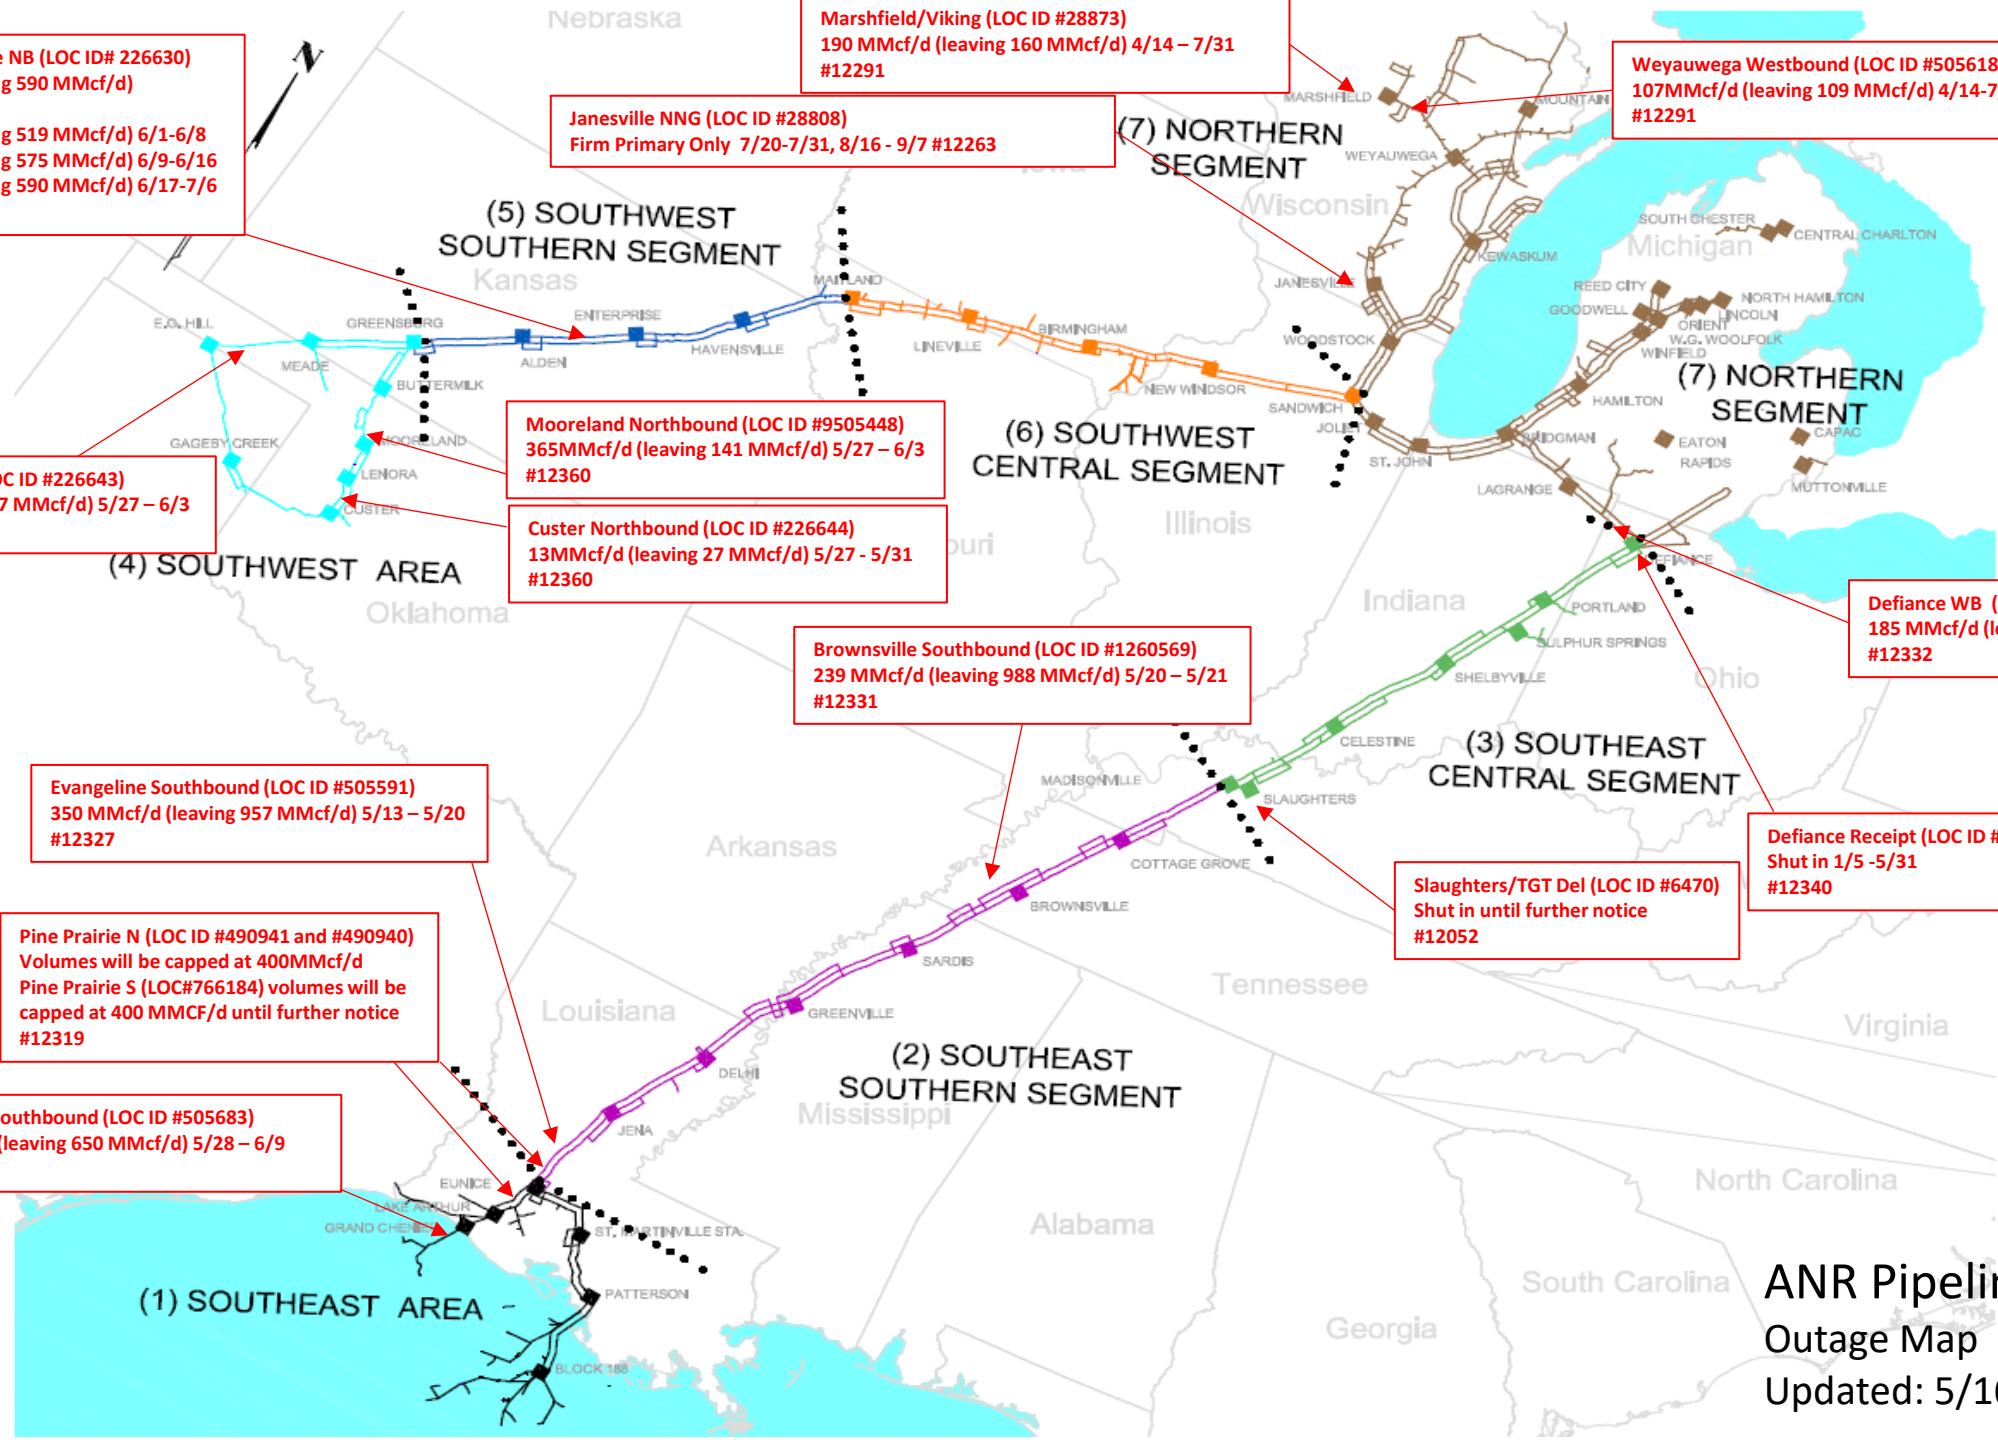 Nebraska
Marshfield/Viking (LOC ID #28873)
190 MMcf/d (leaving 160 MMcf/d) 4/14 – 7/31
#12291
NB (LOC ID# 226630)
g 590 MMcf/d)
g 519 MMcf/d) 6/1-6/8
g 575 MMcf/d) 6/9-6/16
g 590 MMcf/d) 6/17-7/6
Weyauwega Westbound (LOC ID #505618
107MMcf/d (leaving 109 MMcf/d) 4/14-7
#12291
Janesville NNG (LOC ID #28808)
Firm Primary Only 7/20-7/31, 8/16 - 9/7 #12263
MARSHFIELD
MOUNTAIN
(7) NORTHERN
SEGMENT
WEYAUWEGA
Iowa
Wisconsin
(5) SOUTHWEST
SOUTHERN SEGMENT
Kansas
SOUTH CHESTER
CENTRAL CHARLTON
Michigan
KEWASKUM
JANESVILLE
MAITLAND
REED CITY
GOODWELL
NORTH HAMILTON
LINCOLN
ORIENT
W.G. WOOLFOLK
WINFIELD
E.G. HILL
GREENSBURG
ENTERPRISE
BIRMINGHAM
WOODSTOCK
LINEVILLE
HAVENSVILLE
ALDEN
MEADE
BUTTERMILK
NEW WINDSOR
SANDWICH
JOLIET
HAMILTON
(7) NORTHERN
SEGMENT
Mooreland Northbound (LOC ID #9505448)
365MMcf/d (leaving 141 MMcf/d) 5/27 – 6/3
#12360
(6) SOUTHWEST
CENTRAL SEGMENT
BRIDGMAN
ST. JOHN
EATON
RAPIDS
CAPAC
MUTTONVILLE
LAGRANGE
GAGEBY CREEK
MOORELAND
LENORA
CUSTER
OC ID #226643)
7 MMcf/d) 5/27 – 6/3
Custer Northbound (LOC ID #226644)
13MMcf/d (leaving 27 MMcf/d) 5/27 - 5/31
#12360
ouri
Illinois
(4) SOUTHWEST AREA
Oklahoma
DEFIANCE
Indiana
PORTLAND
SULPHUR SPRINGS
Defiance WB (
185 MMcf/d (l
#12332
Brownsville Southbound (LOC ID #1260569)
239 MMcf/d (leaving 988 MMcf/d) 5/20 – 5/21
#12331
SHELBYVILLE
Ohio
CELESTINE
(3) SOUTHEAST
CENTRAL SEGMENT
MADISONVILLE
SLAUGHTERS
Evangeline Southbound (LOC ID #505591)
350 MMcf/d (leaving 957 MMcf/d) 5/13 – 5/20
#12327
Arkansas
COTTAGE GROVE
Defiance Receipt (LOC ID #
Shut in 1/5 -5/31
#12340
Slaughters/TGT Del (LOC ID #6470)
Shut in until further notice
#12052
BROWNSVILLE
SARDIS
Pine Prairie N (LOC ID #490941 and #490940)
Volumes will be capped at 400MMcf/d
Pine Prairie S (LOC#766184) volumes will be
capped at 400 MMCF/d until further notice
#12319
Tennessee
Louisiana
GREENVILLE
Virginia
(2) SOUTHEAST
SOUTHERN SEGMENT
DELHI
Mississippi
JENA
outhbound (LOC ID #505683)
(leaving 650 MMcf/d) 5/28 – 6/9
EUNICE
LAKE ARTHUR
GRAND CHENIER
ST. MARTINVILLE STA.
North Carolina
Alabama
(1) SOUTHEAST AREA
PATTERSON
South Carolina
Georgia
BLOCK 188
ANR Pipelin
Outage Map
Updated: 5/16
N